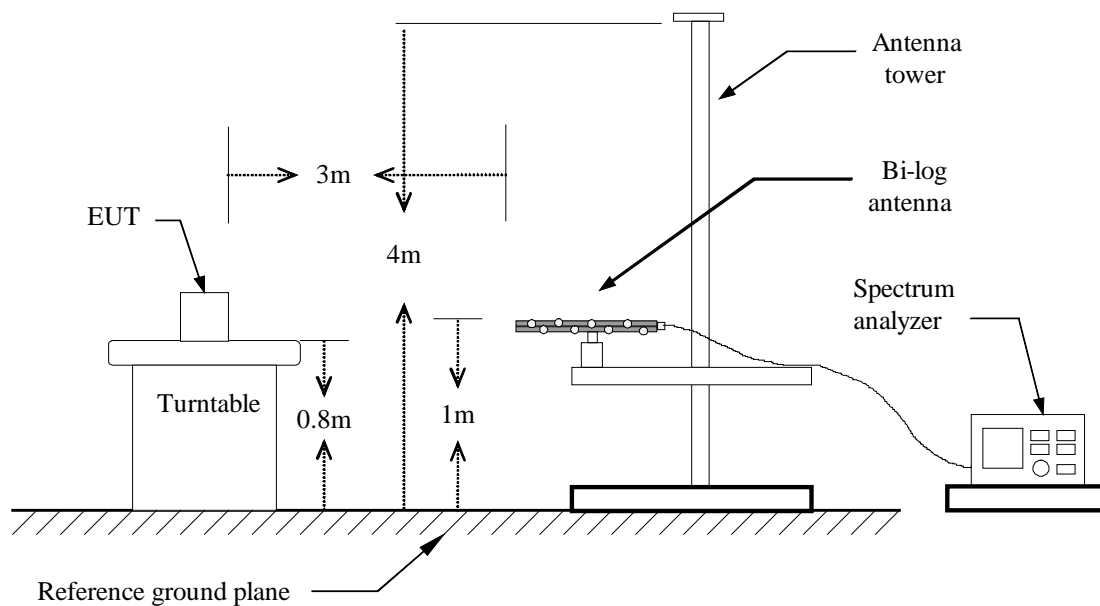 Antenna
tower
3m
Bi-log
antenna
EUT
4m
Spectrum
analyzer
Turntable
0.8m
1m
Reference ground plane